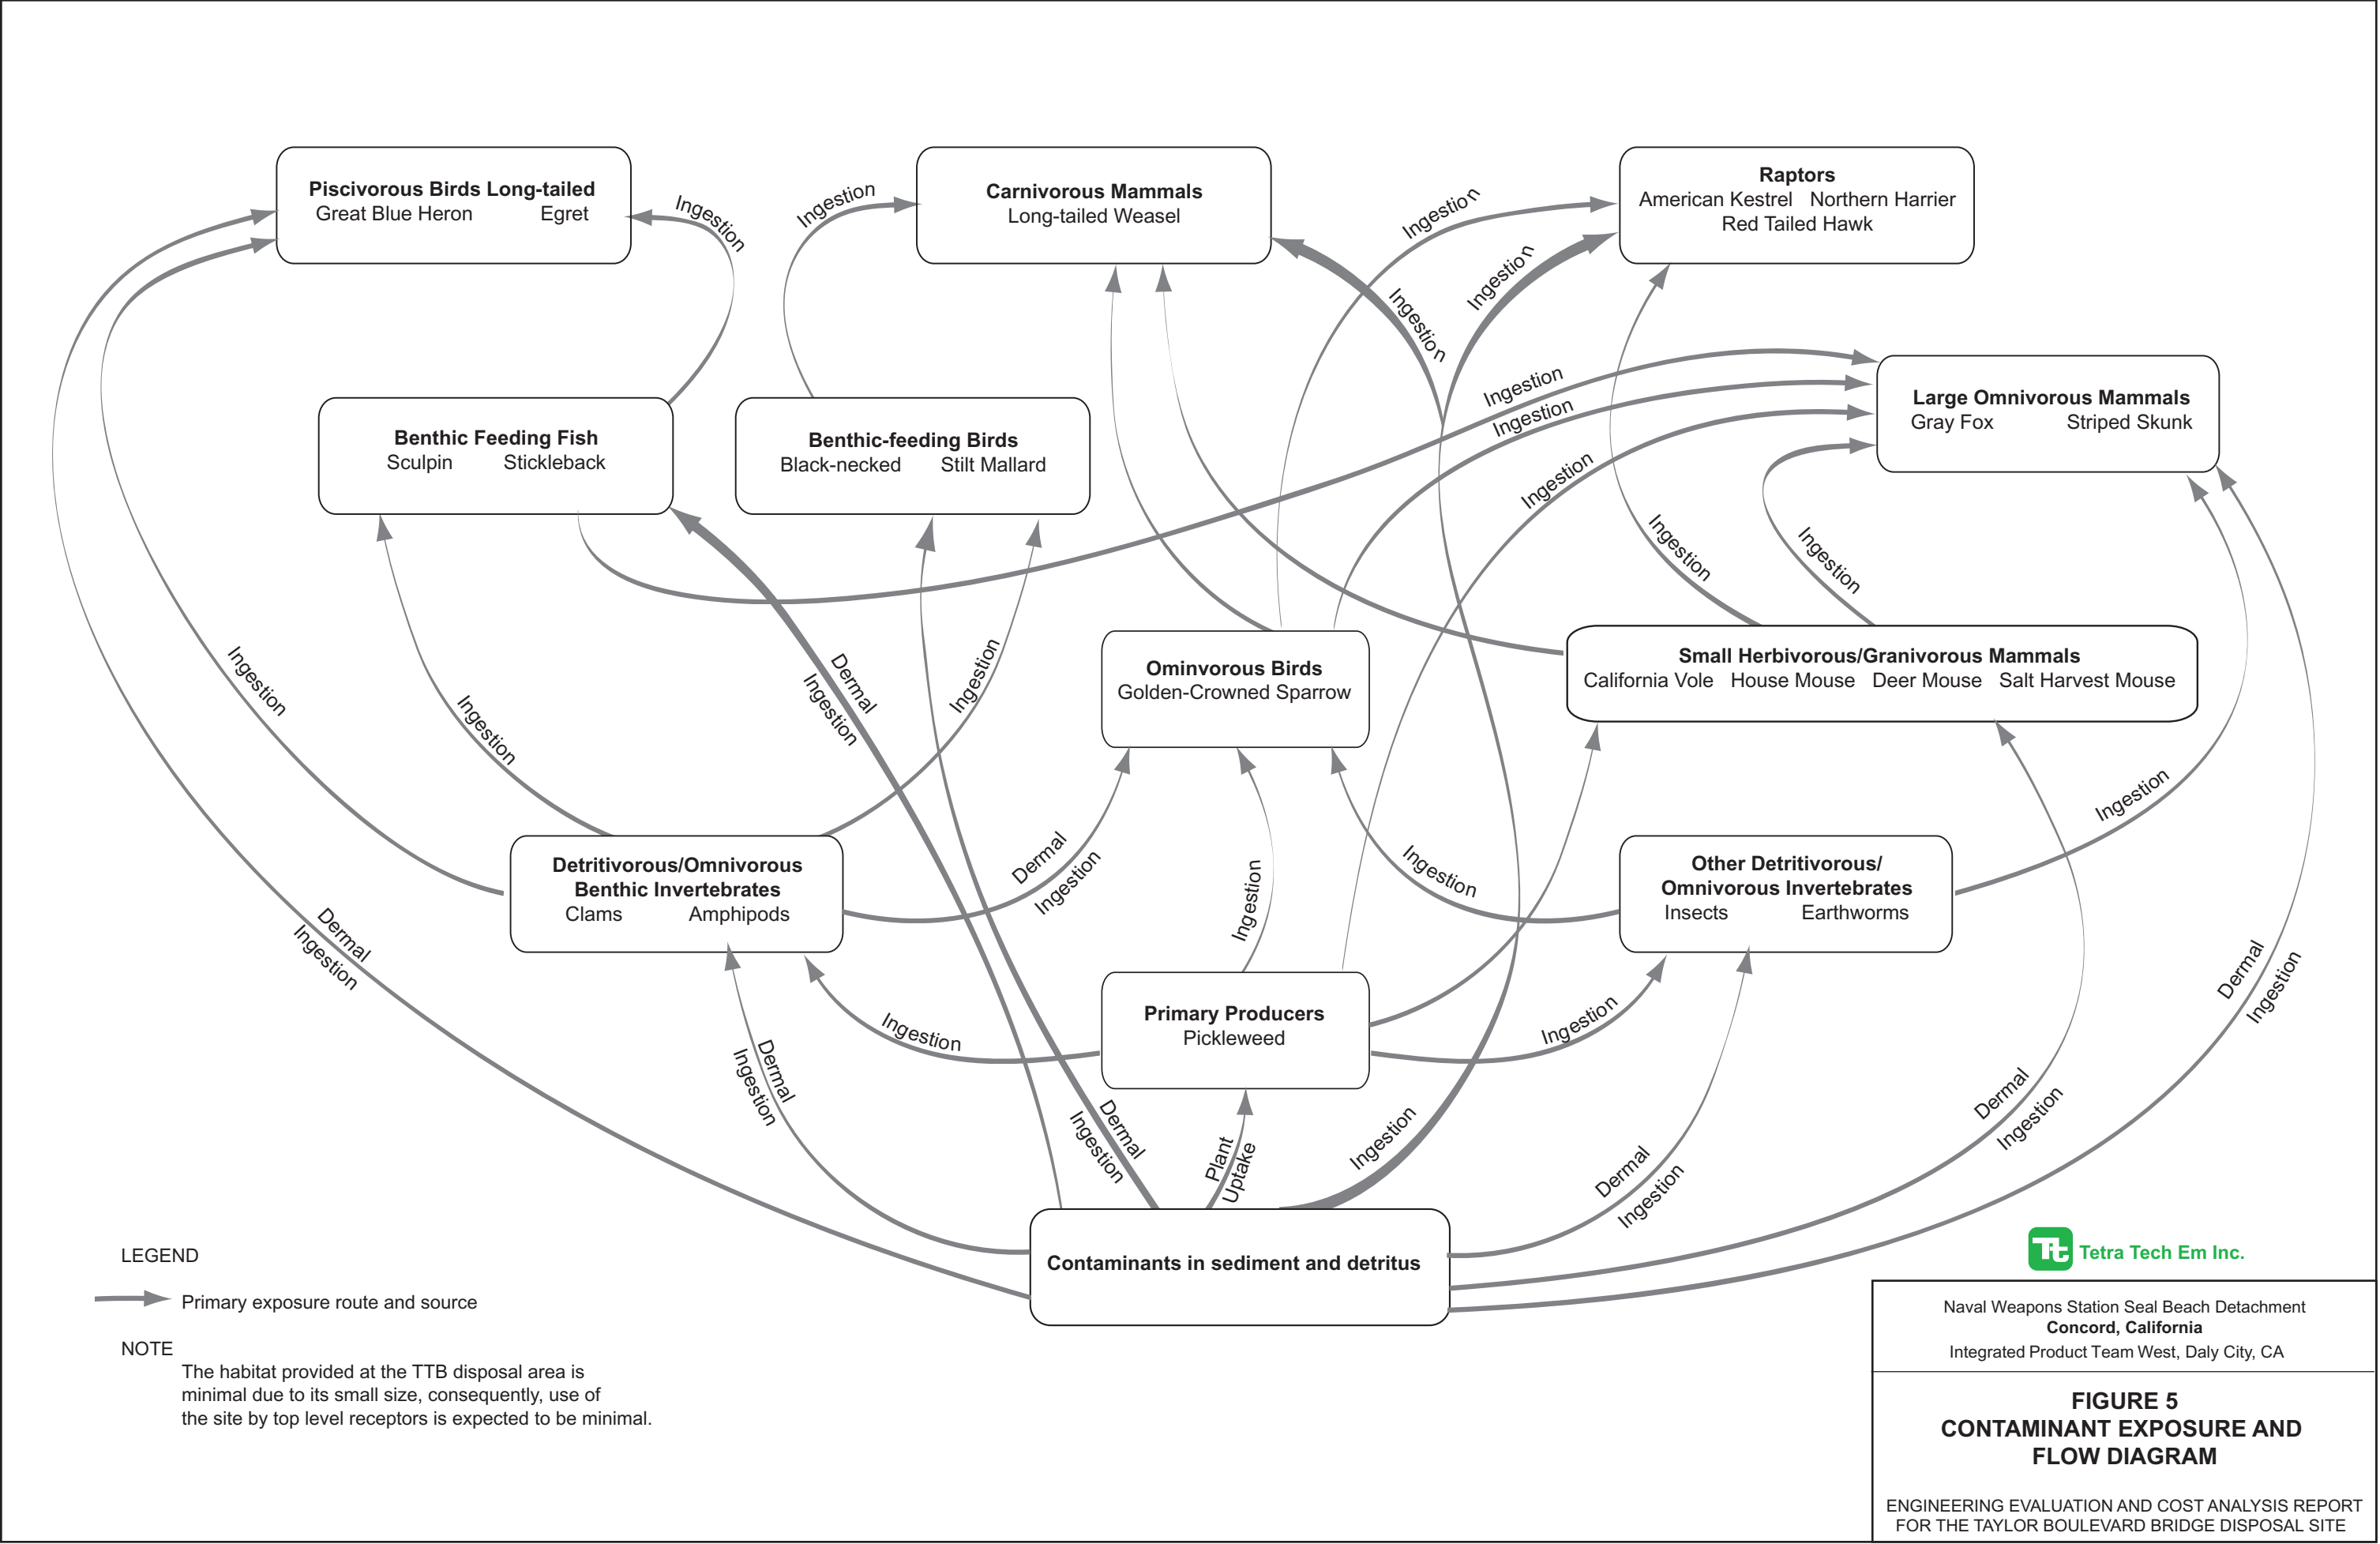 Piscivorous Birds Long-tailed
Great Blue Heron Egret
Ingestion
Ingestion
Carnivorous Mammals
Long-tailed Weasel
Ingestion
Ingestion
Ingestion
Raptors
American Kestrel Northern Harrier
Red Tailed Hawk
Benthic Feeding Fish
Sculpin Stickleback
Benthic-feeding Birds
Black-necked Stilt Mallard
Ingestion
Ingestion
Ingestion
Large Omnivorous Mammals
Gray Fox Striped Skunk
Ingestion
Ingestion
Ingestion
Ingestion
Dermal
Ingestion
Ingestion
Ominvorous Birds
Golden-Crowned Sparrow
Small Herbivorous/Granivorous Mammals
California Vole House Mouse Deer Mouse Salt Harvest Mouse
Detritivorous/Omnivorous
Benthic Invertebrates
Clams Amphipods
Dermal
Ingestion
Ingestion
Ingestion
Other Detritivorous/
Omnivorous Invertebrates
Insects Earthworms
Ingestion
Dermal
Ingestion
Ingestion
Dermal
Ingestion
Primary Producers
Pickleweed
Ingestion
Dermal
Ingestion
Dermal
Ingestion
Plant
Uptake
Ingestion
Dermal
Ingestion
Dermal
Ingestion
Contaminants in sediment and detritus
LEGEND
Primary exposure route and source
NOTE
The habitat provided at the TTB disposal area is
minimal due to its small size, consequently, use of
the site by top level receptors is expected to be minimal.
Tt Tetra Tech Em Inc.
Naval Weapons Station Seal Beach Detachment
Concord, California
Integrated Product Team West, Daly City, CA
FIGURE 5
CONTAMINANT EXPOSURE AND
FLOW DIAGRAM
ENGINEERING EVALUATION AND COST ANALYSIS REPORT
FOR THE TAYLOR BOULEVARD BRIDGE DISPOSAL SITE